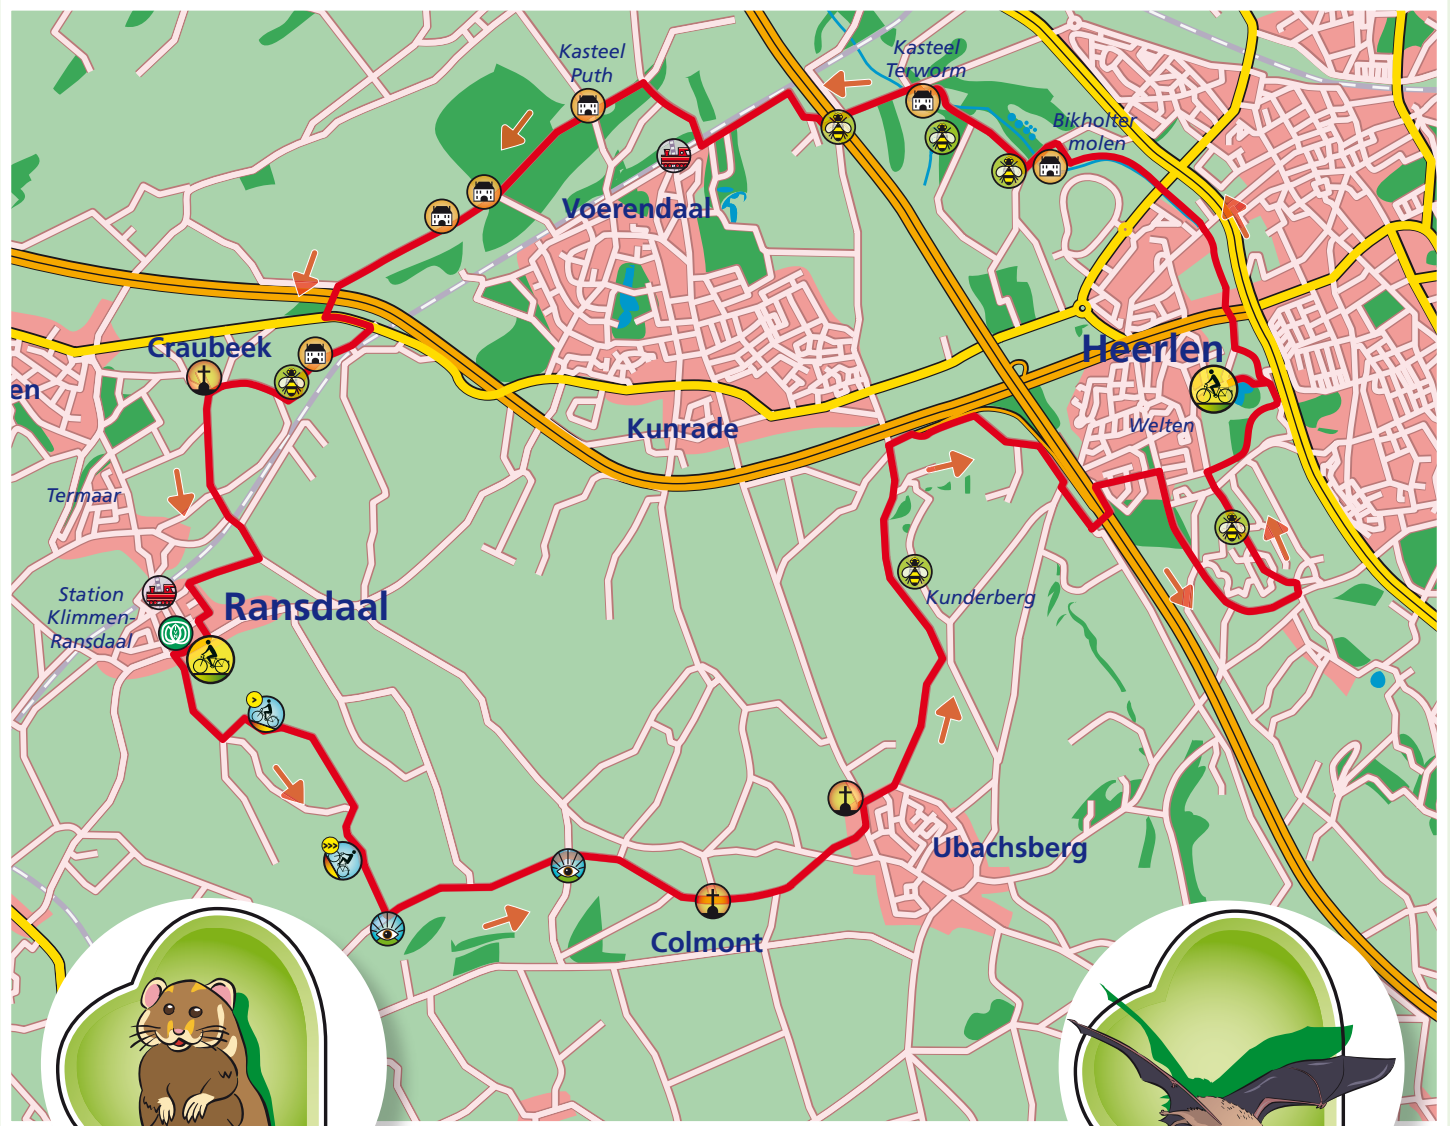 Kasteel
Puth
Kasteel
Terworm
Bikholter
molen
Voerendaal
Craubeek
Heerlen
en
Kunrade
Welten
Termaar
Station
Klimmen-
Ransdaal
Ransdaal
Kunderberg
Ubachsberg
Colmont